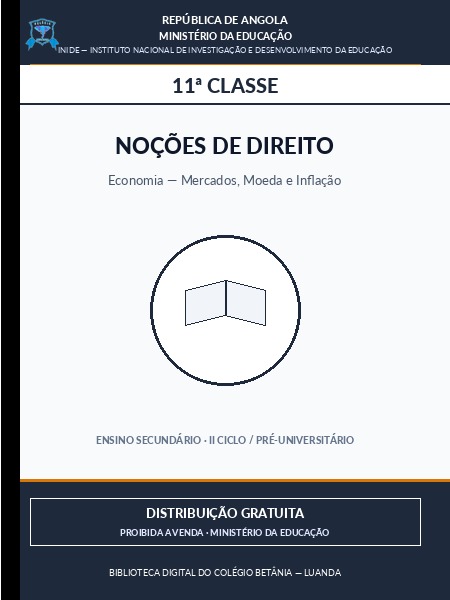 REPÚBLICA DE ANGOLA
MINISTÉRIO DA EDUCAÇÃO
INIDE — INSTITUTO NACIONAL DE INVESTIGAÇÃO E DESENVOLVIMENTO DA EDUCAÇÃO
11ª CLASSE
NOÇÕES DE DIREITO
Economia — Mercados, Moeda e Inflação
ENSINO SECUNDÁRIO · II CICLO / PRÉ-UNIVERSITÁRIO
DISTRIBUIÇÃO GRATUITA
PROIBIDA A VENDA · MINISTÉRIO DA EDUCAÇÃO
BIBLIOTECA DIGITAL DO COLÉGIO BETÂNIA — LUANDA